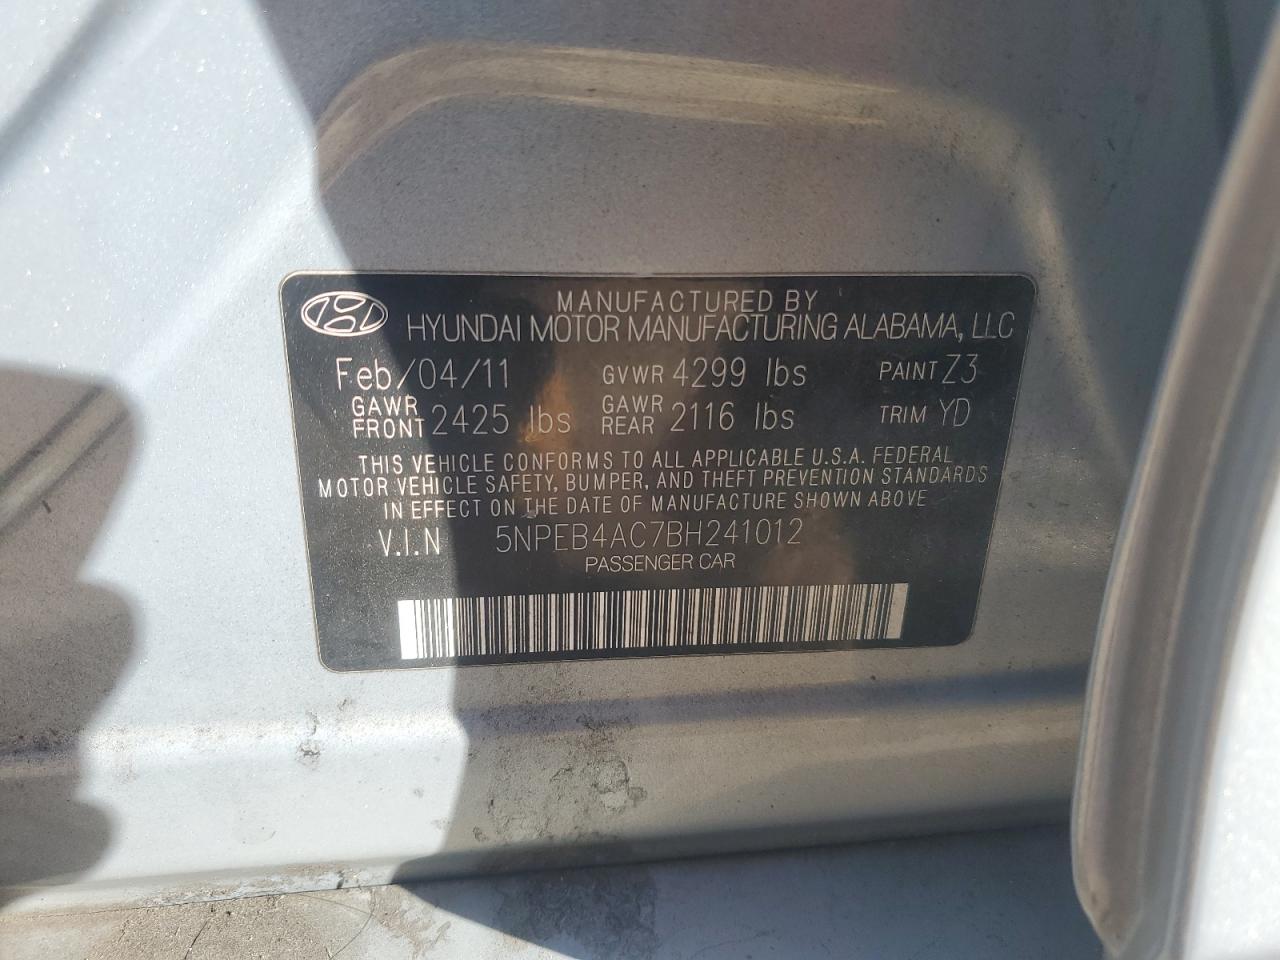 MANUFACTURED BY
HYUNDAI MOTOR MANUFACTURING ALABAMA, LLC
Feb/04/11 GVWR 4299 lbs PAINT Z3
GAWR FRONT 2425 lbs GAWR REAR 2116 lbs TRIM YD
THIS VEHICLE CONFORMS TO ALL APPLICABLE U.S.A. FEDERAL
MOTOR VEHICLE SAFETY, BUMPER, AND THEFT PREVENTION STANDARDS
IN EFFECT ON THE DATE OF MANUFACTURE SHOWN ABOVE
V.I.N 5NPEB4AC7BH241012
PASSENGER CAR